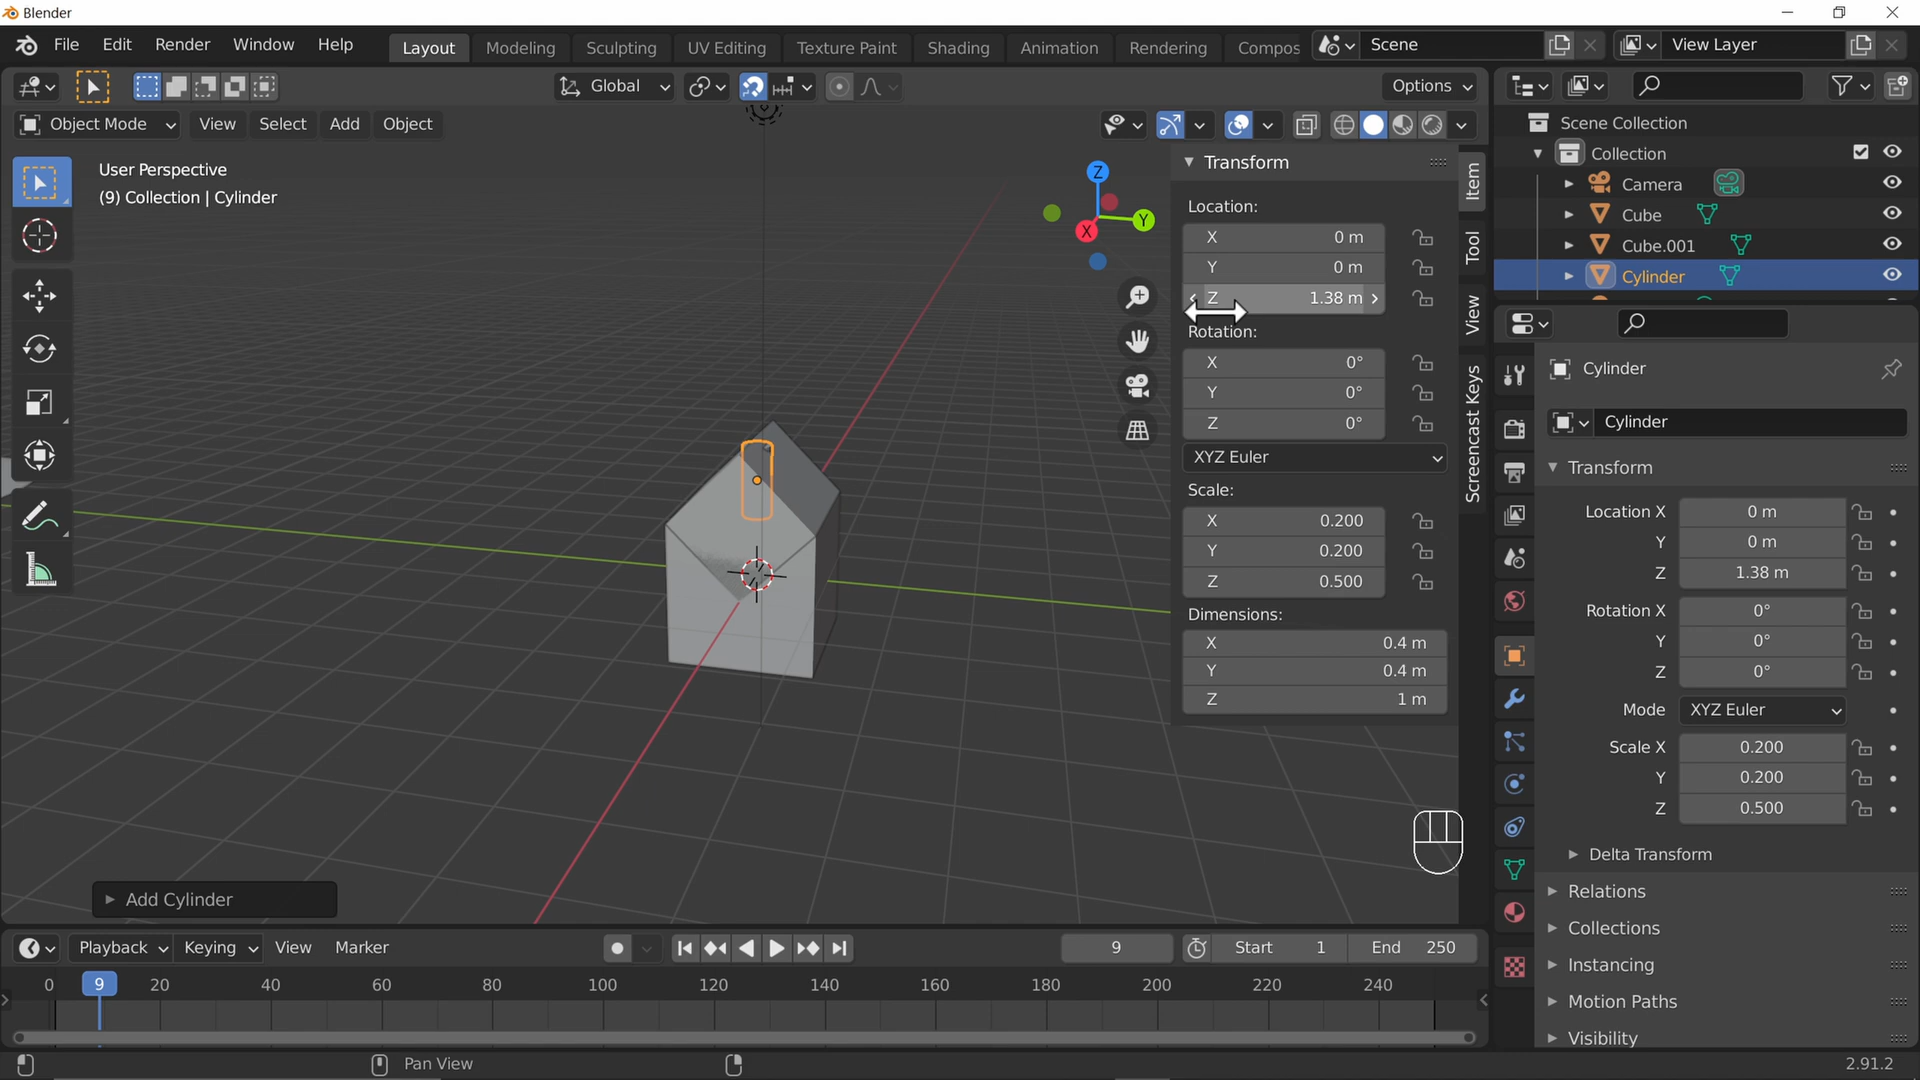 Blender
File Edit Render Window Help Layout Modeling Sculpting UV Editing Texture Paint Shading Animation Rendering Compos Scene View Layer
Global Options
Object Mode View Select Add Object
User Perspective
(9) Collection | Cylinder
Z
Y
X
Transform
Location:
X 0 m
Y 0 m
Z 1.38 m
Rotation:
X 0°
Y 0°
Z 0°
XYZ Euler
Scale:
X 0.200
Y 0.200
Z 0.500
Dimensions:
X 0.4 m
Y 0.4 m
Z 1 m
Item
Tool
View
Screencast Keys
Scene Collection
Collection
Camera
Cube
Cube.001
Cylinder
Cylinder
Cylinder
Transform
Location X 0 m
Y 0 m
Z 1.38 m
Rotation X 0°
Y 0°
Z 0°
Mode XYZ Euler
Scale X 0.200
Y 0.200
Z 0.500
Delta Transform
Relations
Collections
Instancing
Motion Paths
Visibility
Add Cylinder
Playback Keying View Marker 9 Start 1 End 250
0 9 20 40 60 80 100 120 140 160 180 200 220 240
Pan View 2.91.2